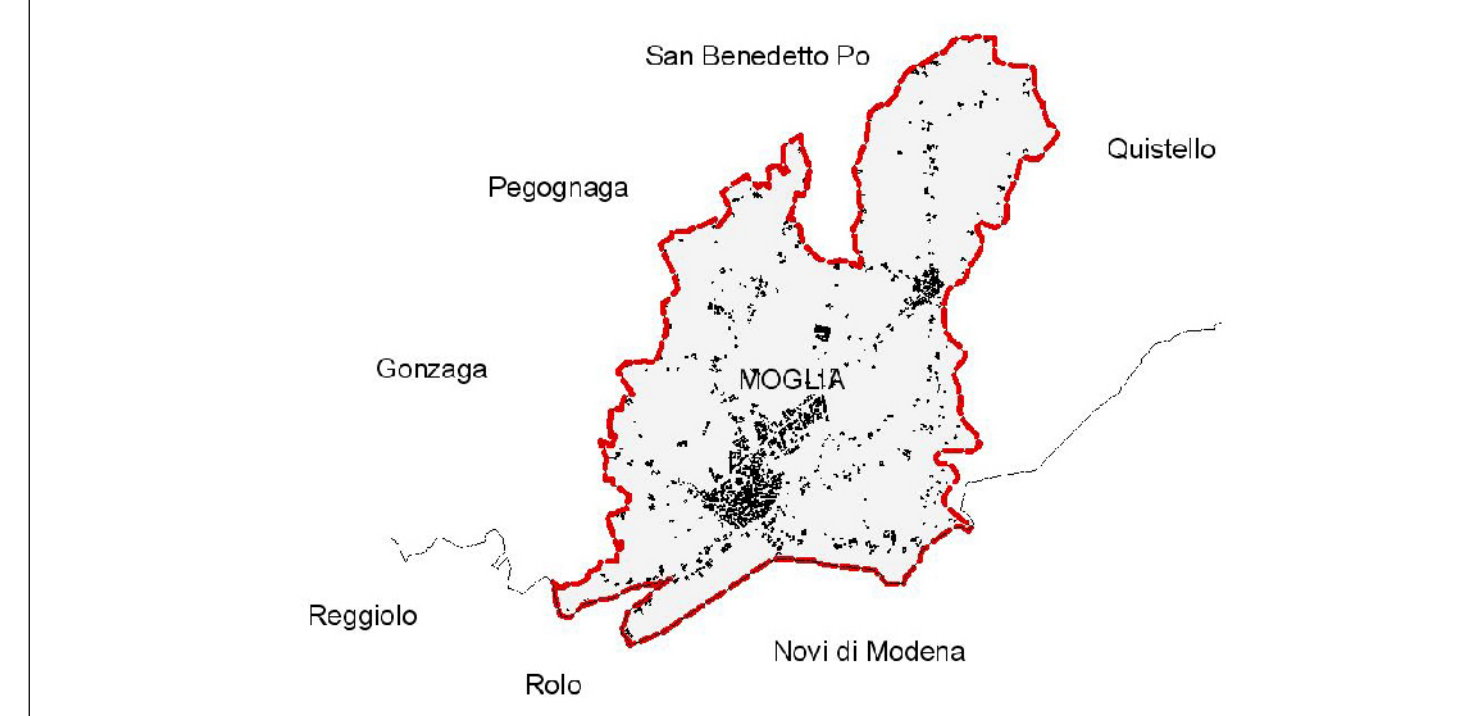 San Benedetto Po
Quistello
Pegognaga
Gonzaga
MOGLIA
Reggiolo
Novi di Modena
Rolo